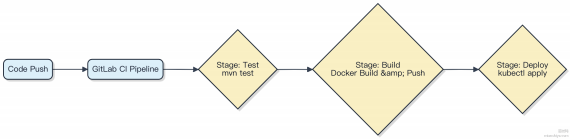 Code Push
GitLab CI Pipeline
Stage: Test
mvn test
Stage: Build
Docker Build &amp; Push
Stage: Deploy
kubectl apply